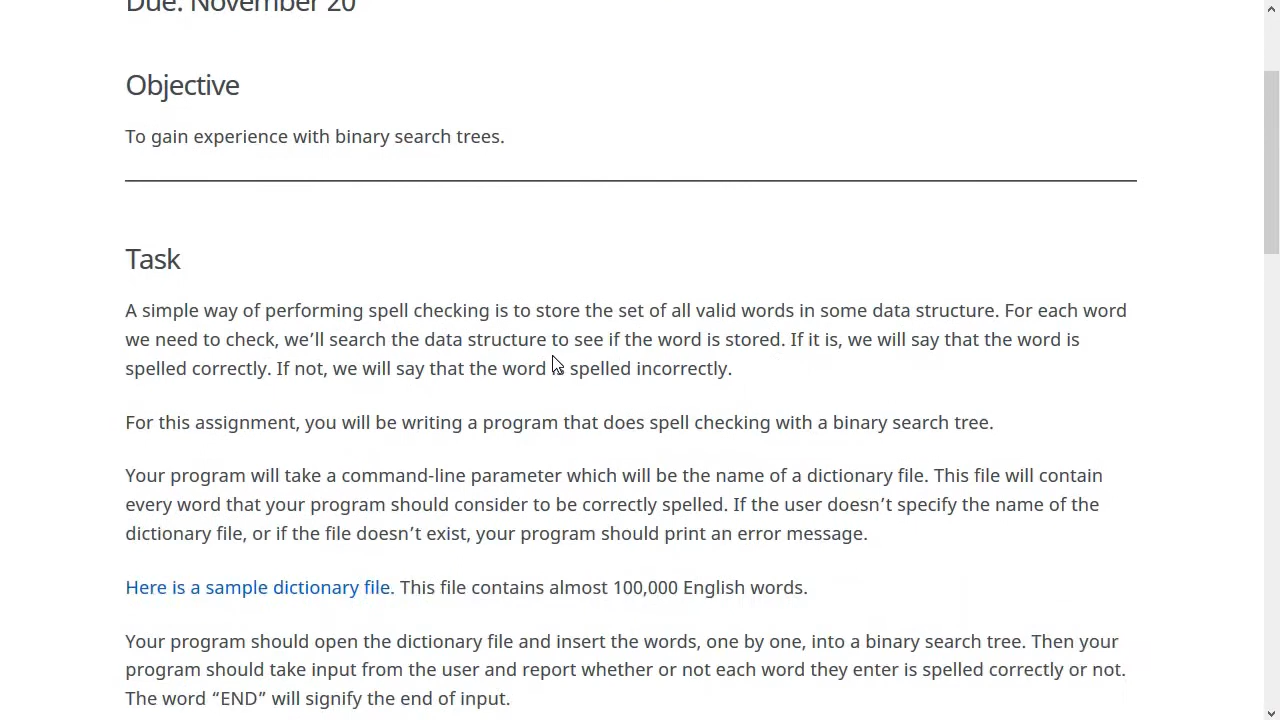 Due: November 20
Objective
To gain experience with binary search trees.
Task
A simple way of performing spell checking is to store the set of all valid words in some data structure. For each word
we need to check, we’ll search the data structure to see if the word is stored. If it is, we will say that the word is
spelled correctly. If not, we will say that the word is spelled incorrectly.
For this assignment, you will be writing a program that does spell checking with a binary search tree.
Your program will take a command-line parameter which will be the name of a dictionary file. This file will contain
every word that your program should consider to be correctly spelled. If the user doesn’t specify the name of the
dictionary file, or if the file doesn’t exist, your program should print an error message.
Here is a sample dictionary file. This file contains almost 100,000 English words.
Your program should open the dictionary file and insert the words, one by one, into a binary search tree. Then your
program should take input from the user and report whether or not each word they enter is spelled correctly or not.
The word “END” will signify the end of input.